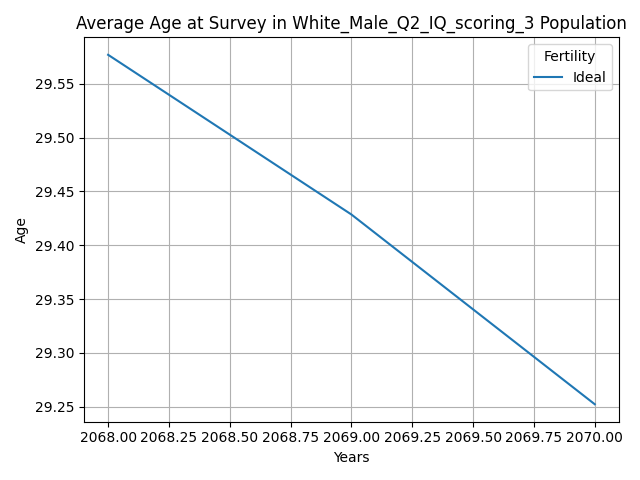 Average Age at Survey in White_Male_Q2_IQ_scoring_3 Population
Fertility
Ideal
29.55
29.50
29.45
29.40
29.35
29.30
29.25
Age
2068.00 2068.25 2068.50 2068.75 2069.00 2069.25 2069.50 2069.75 2070.00
Years